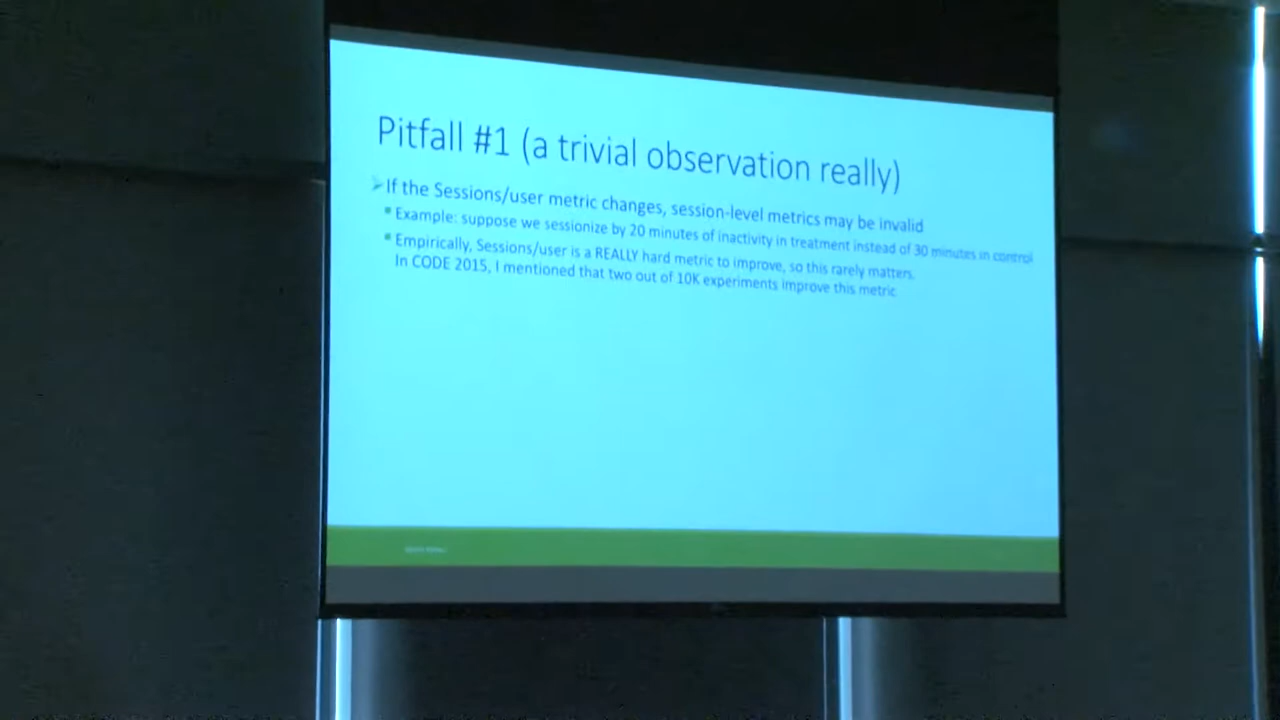 Pitfall #1 (a trivial observation really)
If the Sessions/user metric changes, session-level metrics may be invalid
Example: suppose we sessionize by 20 minutes of inactivity in treatment instead of 30 minutes in control
Empirically, Sessions/user is a REALLY hard metric to improve, so this rarely matters.
In CODE 2015, I mentioned that two out of 10K experiments improve this metric